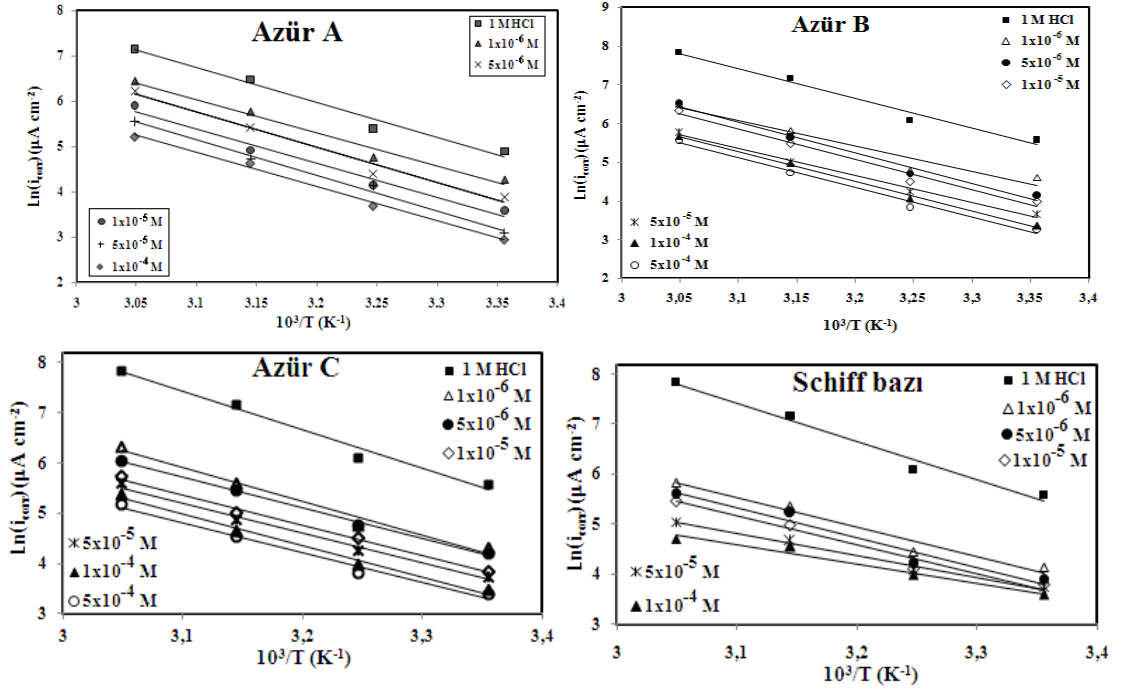 Azür A
1 M HCl
1x10⁻⁶ M
5x10⁻⁶ M
8
7
6
5
4
3
2
Ln(i_corr) (µA cm⁻²)
1x10⁻⁵ M
5x10⁻⁵ M
1x10⁻⁴ M
3 3.05 3,1 3.15 3.2 3.25 3.3 3.35 3.4
10³/T (K⁻¹)
Azür B
1 M HCl
1x10⁻⁶ M
5x10⁻⁶ M
1x10⁻⁵ M
9
8
7
6
5
4
3
2
Ln(i_corr) (µA cm⁻²)
5x10⁻⁵ M
1x10⁻⁴ M
5x10⁻⁴ M
3 3,05 3,1 3,15 3,2 3,25 3,3 3,35 3,4
10³/T (K⁻¹)
Azür C
1 M HCl
1x10⁻⁶ M
5x10⁻⁶ M
1x10⁻⁵ M
8
7
6
5
4
3
Ln(i_corr) (µA cm⁻²)
5x10⁻⁵ M
1x10⁻⁴ M
5x10⁻⁴ M
3 3,1 3,2 3,3 3,4
10³/T (K⁻¹)
Schiff bazı
1 M HCl
1x10⁻⁶ M
5x10⁻⁶ M
1x10⁻⁵ M
8
7
6
5
4
3
Ln(i_corr) (µA cm⁻²)
5x10⁻⁵ M
1x10⁻⁴ M
3 3,1 3,2 3,3 3,4
10³/T (K⁻¹)